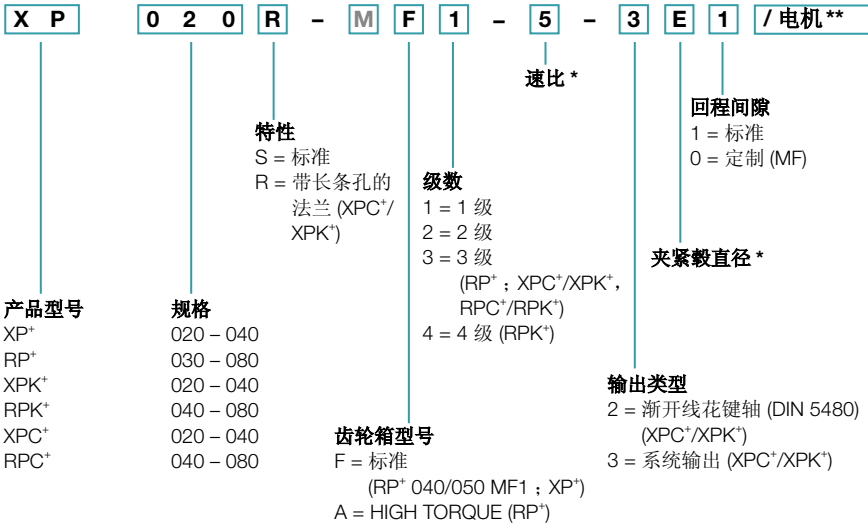 X P 0 2 0 R – M F 1 – 5 – 3 E 1 / 电机 **
速比 *
回程间隙
1 = 标准
0 = 定制 (MF)
特性
S = 标准
R = 带长条孔的
法兰 (XPC⁺/
XPK⁺)
级数
1 = 1 级
2 = 2 级
3 = 3 级
(RP⁺ ; XPC⁺/XPK⁺,
RPC⁺/RPK⁺)
4 = 4 级 (RPK⁺)
夹紧毂直径 *
产品型号
XP⁺
RP⁺
XPK⁺
RPK⁺
XPC⁺
RPC⁺
规格
020 – 040
030 – 080
020 – 040
040 – 080
020 – 040
040 – 080
齿轮箱型号
F = 标准
(RP⁺ 040/050 MF1 ; XP⁺)
A = HIGH TORQUE (RP⁺)
输出类型
2 = 渐开线花键轴 (DIN 5480)
(XPC⁺/XPK⁺)
3 = 系统输出 (XPC⁺/XPK⁺)